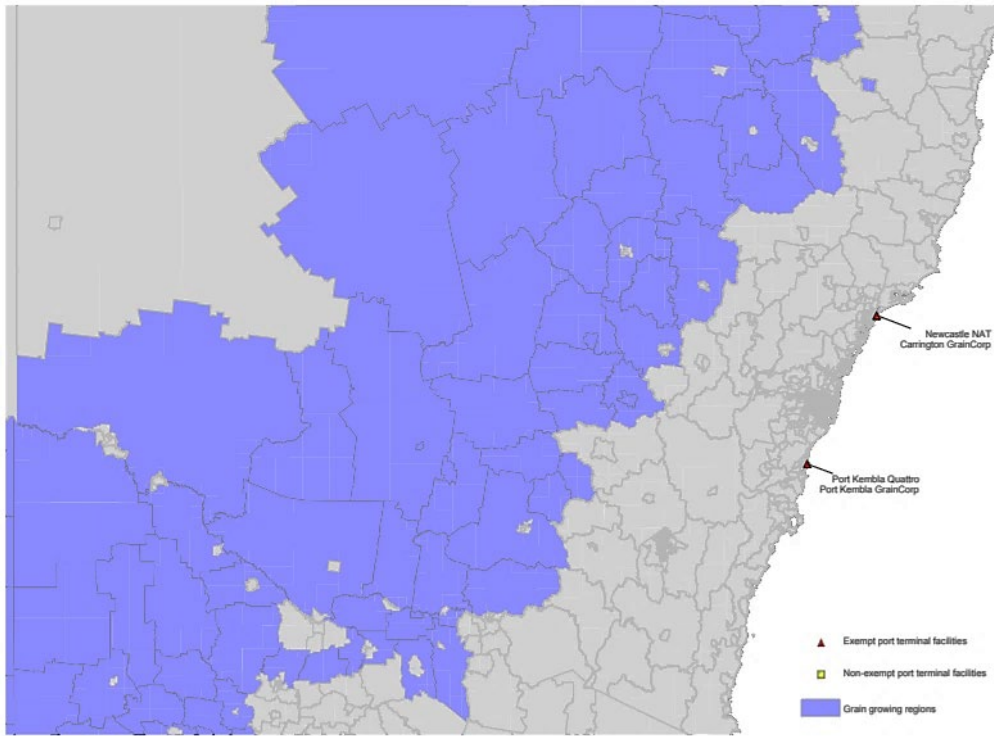 Newcastle NAT
Carrington GrainCorp
Port Kembla Quattro
Port Kembla GrainCorp
Exempt port terminal facilities
Non-exempt port terminal facilities
Grain growing regions